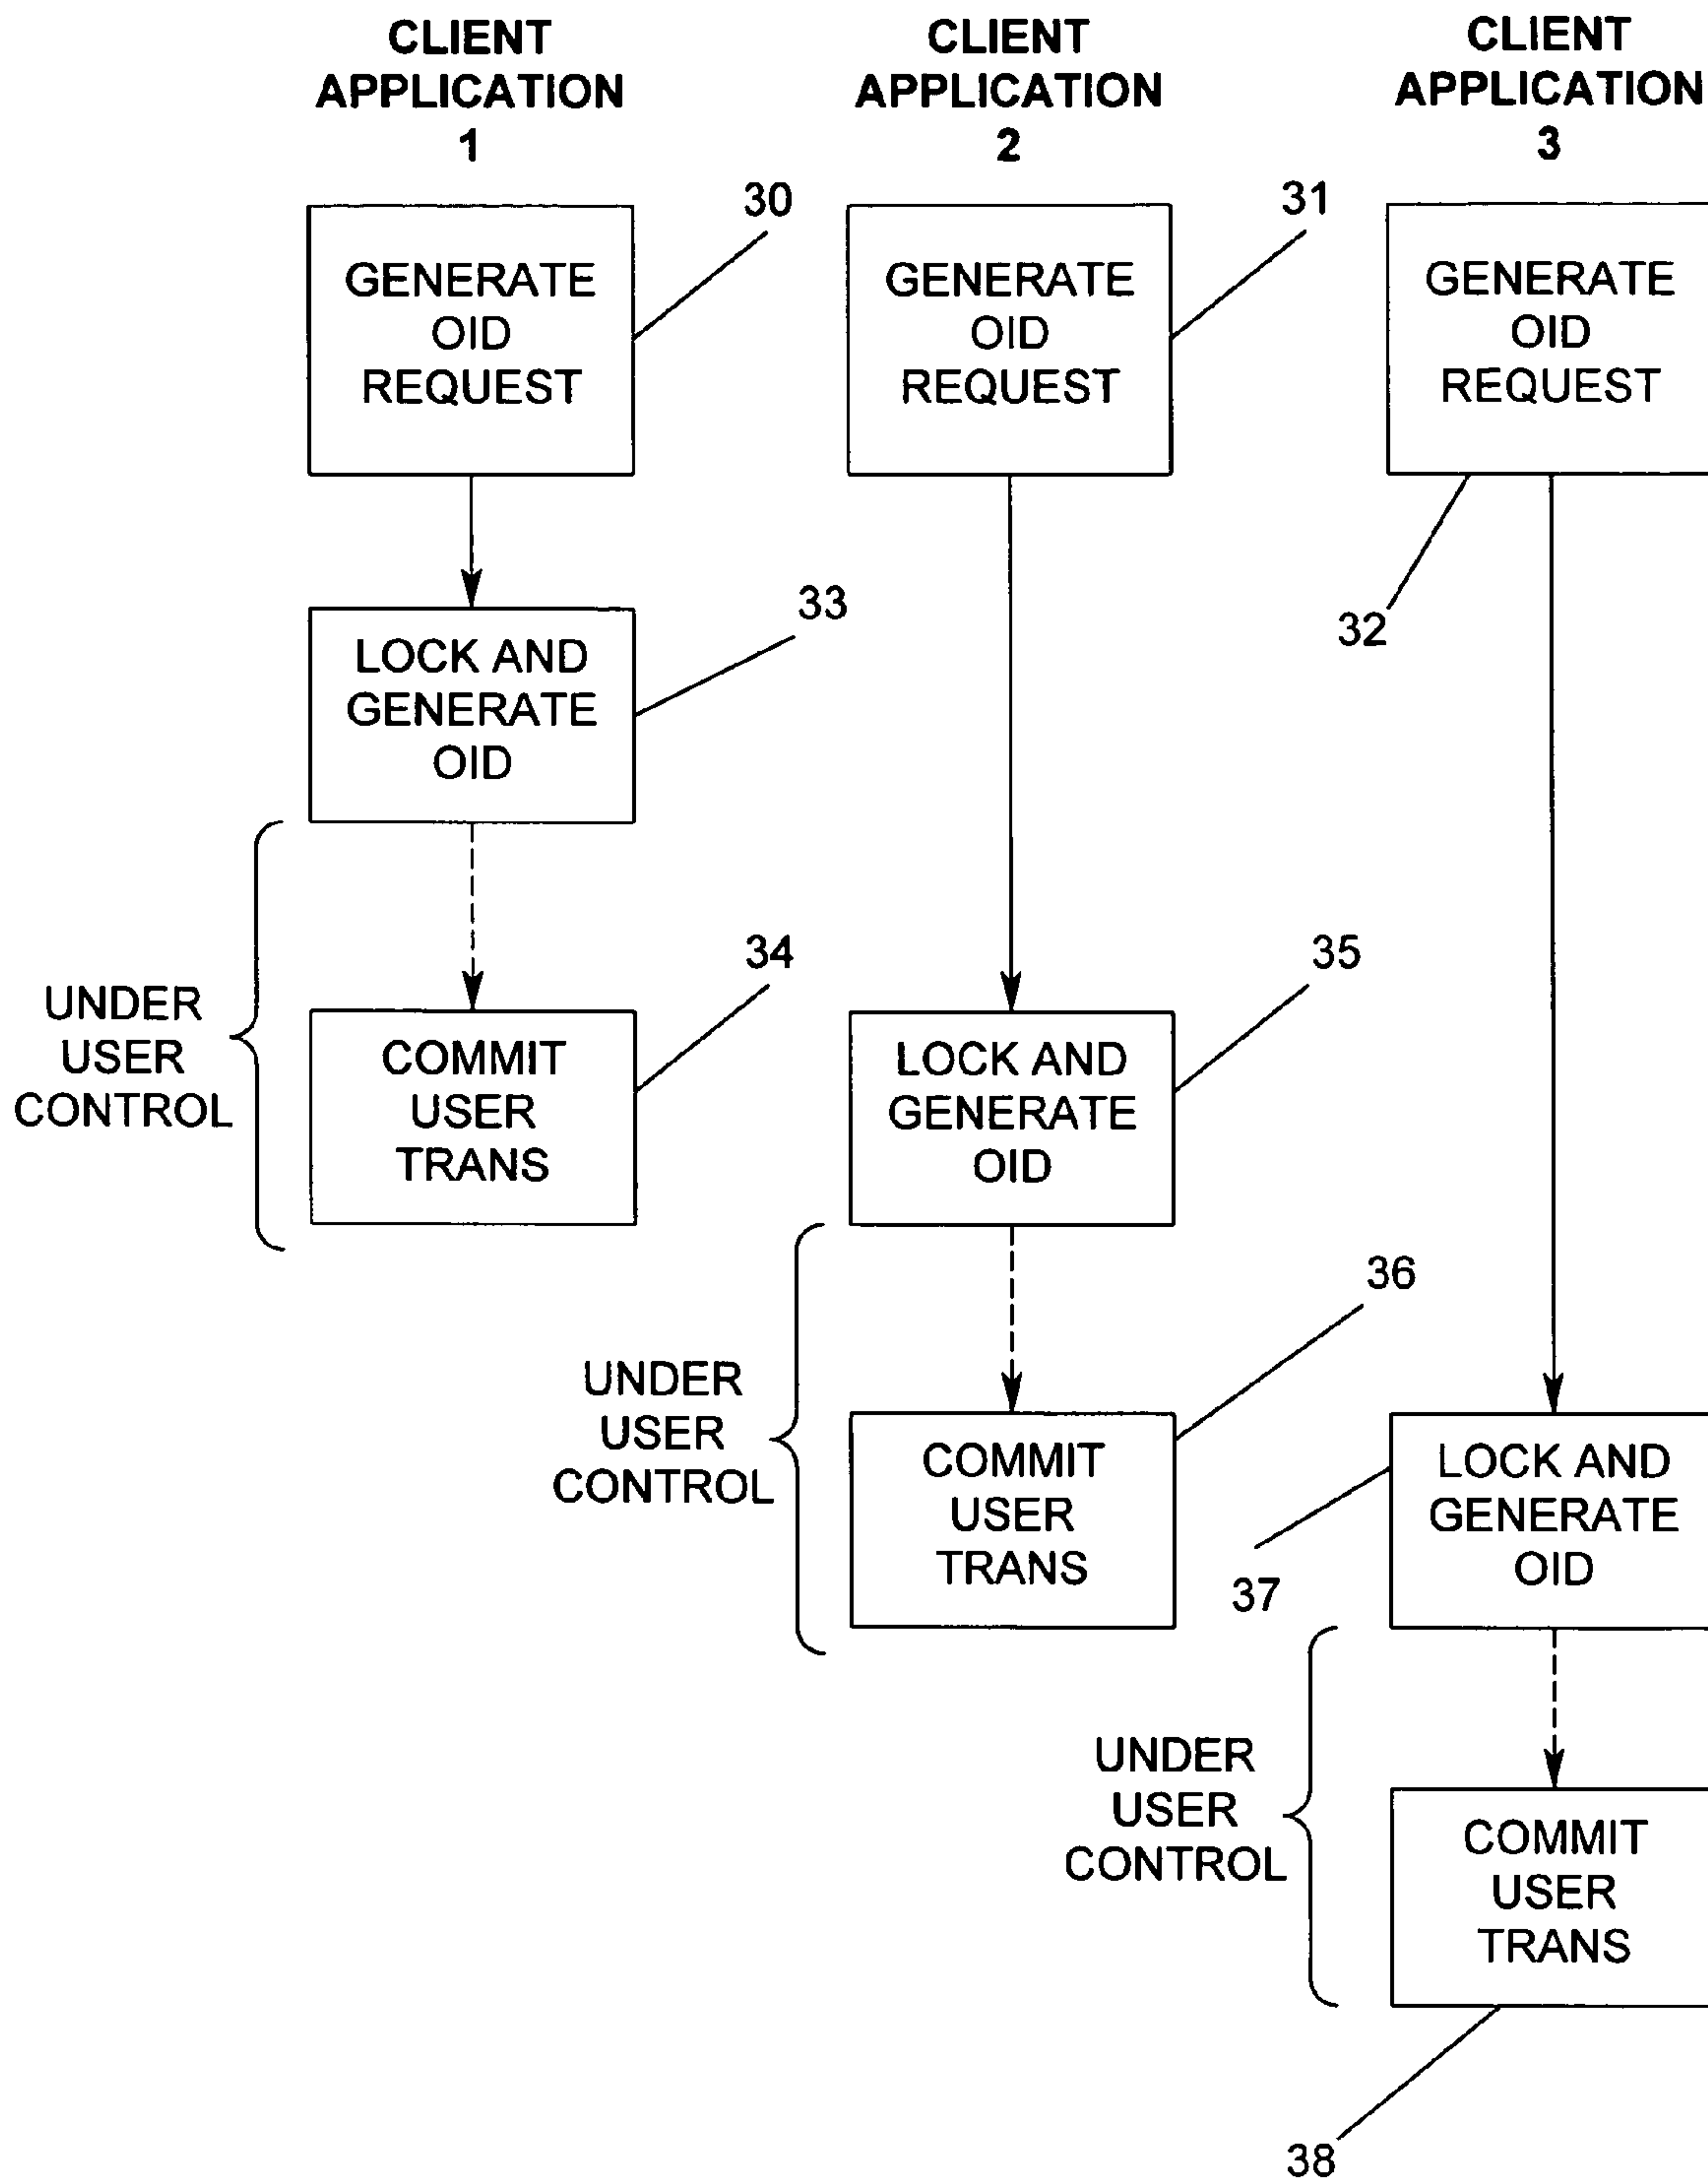 CLIENT
APPLICATION
1
CLIENT
APPLICATION
2
CLIENT
APPLICATION
3
30
31
GENERATE
OID
REQUEST
GENERATE
OID
REQUEST
GENERATE
OID
REQUEST
32
33
LOCK AND
GENERATE
OID
UNDER
USER
CONTROL
34
COMMIT
USER
TRANS
35
LOCK AND
GENERATE
OID
UNDER
USER
CONTROL
36
COMMIT
USER
TRANS
37
LOCK AND
GENERATE
OID
UNDER
USER
CONTROL
COMMIT
USER
TRANS
38